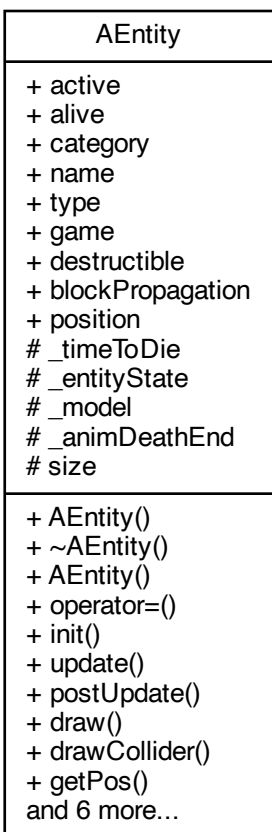 AEntity
+ active
+ alive
+ category
+ name
+ type
+ game
+ destructible
+ blockPropagation
+ position
# _timeToDie
# _entityState
# _model
# _animDeathEnd
# size
+ AEntity()
+ ~AEntity()
+ AEntity()
+ operator=()
+ init()
+ update()
+ postUpdate()
+ draw()
+ drawCollider()
+ getPos()
and 6 more...